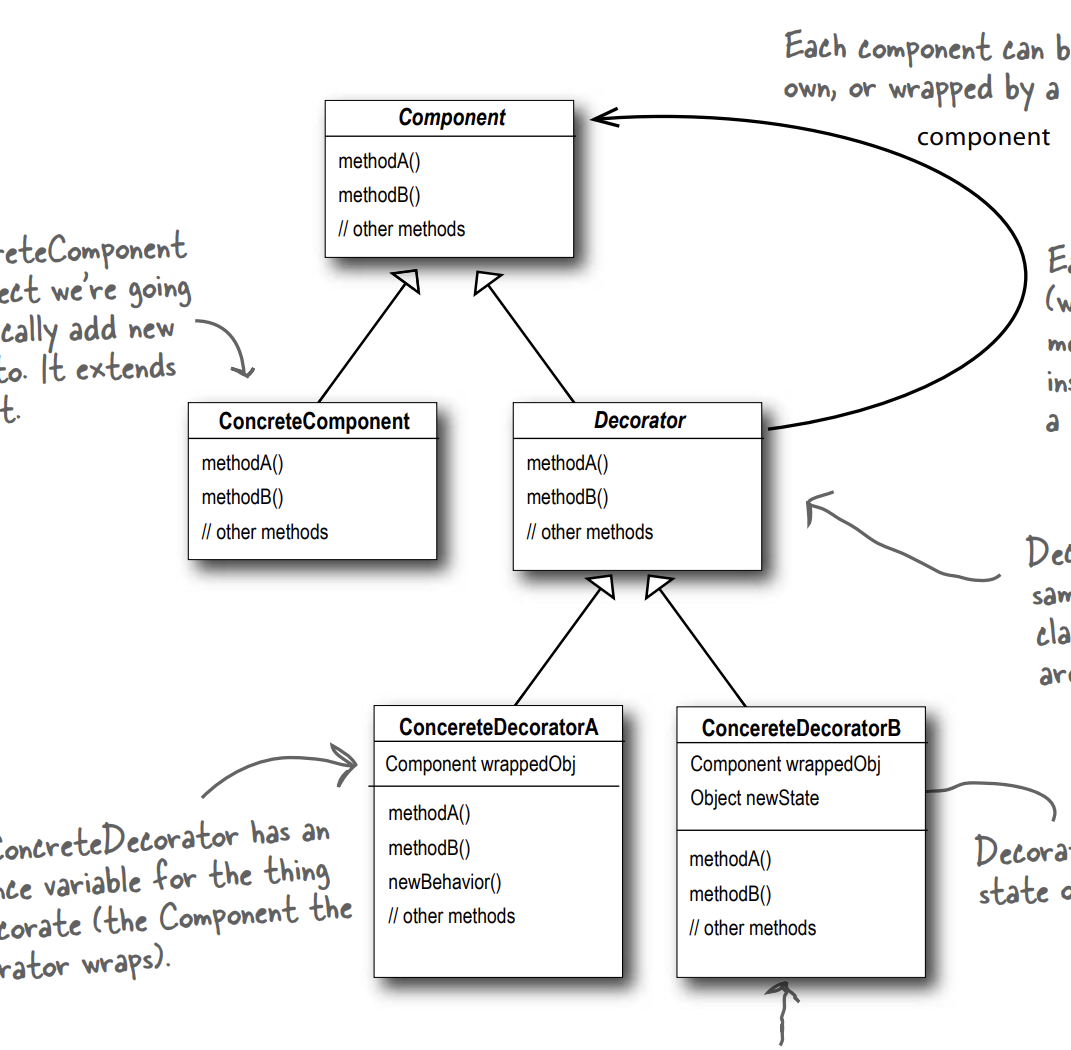 Each component can b
own, or wrapped by a
component
Component
methodA()
methodB()
// other methods
reteComponent
ect we're going
cally add new
to. It extends
t.
Ea
(w
me
ins
a
ConcreteComponent
methodA()
methodB()
// other methods
Decorator
methodA()
methodB()
// other methods
Dec
sam
cla
are
ConcereteDecoratorA
Component wrappedObj
methodA()
methodB()
newBehavior()
// other methods
ConcereteDecoratorB
Component wrappedObj
Object newState
methodA()
methodB()
// other methods
ConcreteDecorator has an
nce variable for the thing
corate (the Component the
rator wraps).
Decorat
state o